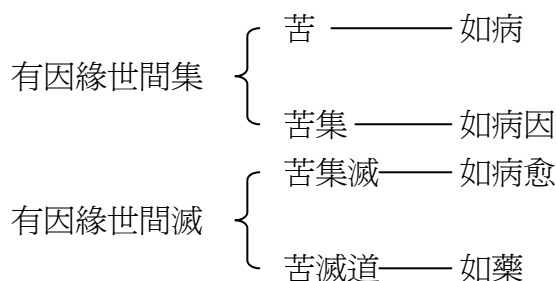 苦 如病
有因緣世間集
苦集 如病因
苦集滅 如病愈
有因緣世間滅
苦滅道 如藥